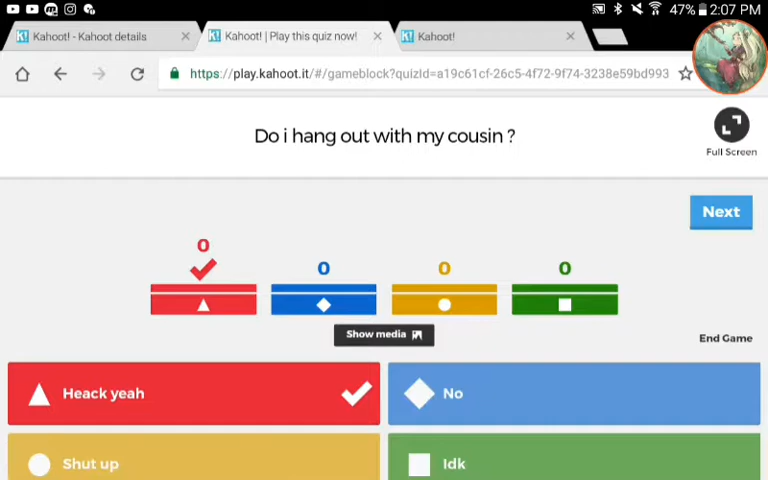 47% 2:07 PM
Kahoot! - Kahoot details
Kahoot! | Play this quiz now!
Kahoot!
https://play.kahoot.it/#/gameblock?quizId=a19c61cf-26c5-4f72-9f74-3238e59bd993
Do i hang out with my cousin ?
Full Screen
Next
0
0
0
0
Show media
End Game
Heack yeah
No
Shut up
Idk